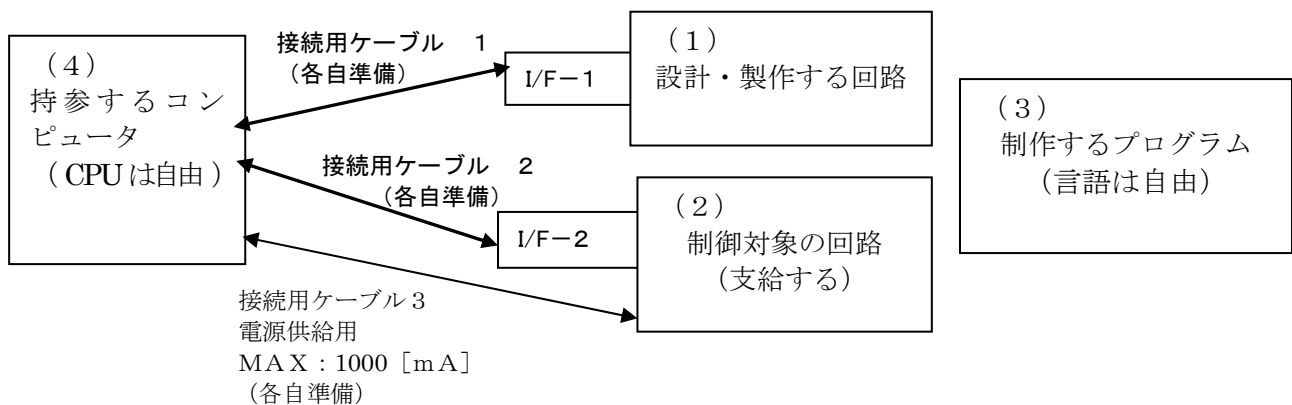 (4)
持参するコン
ピュータ
(CPUは自由)
接続用ケーブル 1
(各自準備)
I/F-1
(1)
設計・製作する回路
接続用ケーブル 2
(各自準備)
I/F-2
(2)
制御対象の回路
(支給する)
(3)
制作するプログラム
(言語は自由)
接続用ケーブル3
電源供給用
MAX:1000[mA]
(各自準備)